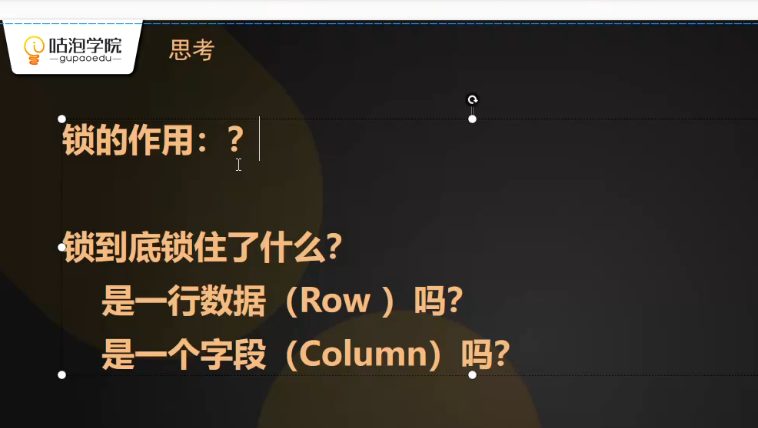 咕泡学院
gupaoedu
思考
锁的作用：？
锁到底锁住了什么？
是一行数据（Row ）吗？
是一个字段（Column）吗？